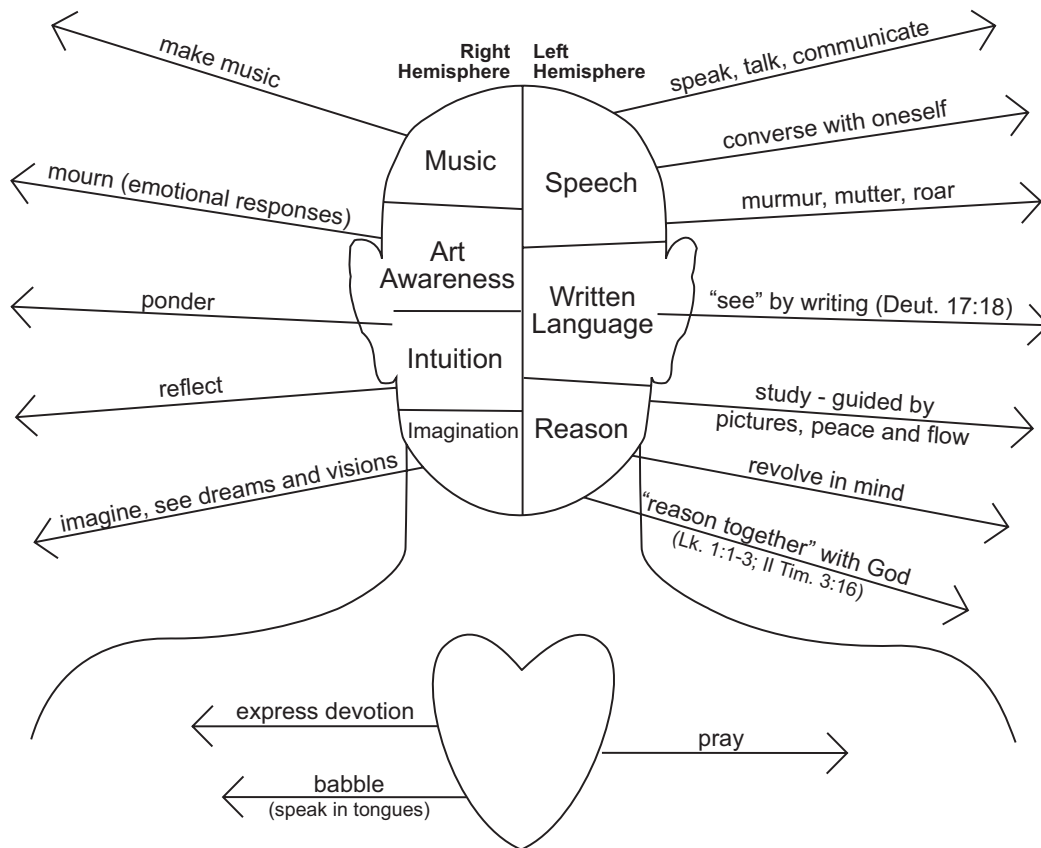 Right
Hemisphere
Left
Hemisphere
make music
mourn (emotional responses)
ponder
reflect
imagine, see dreams and visions
Music
Art
Awareness
Intuition
Imagination
Speech
Written
Language
Reason
speak, talk, communicate
converse with oneself
murmur, mutter, roar
“see” by writing (Deut. 17:18)
study - guided by
pictures, peace and flow
revolve in mind
“reason together” with God
(Lk. 1:1-3; II Tim. 3:16)
express devotion
babble
(speak in tongues)
pray